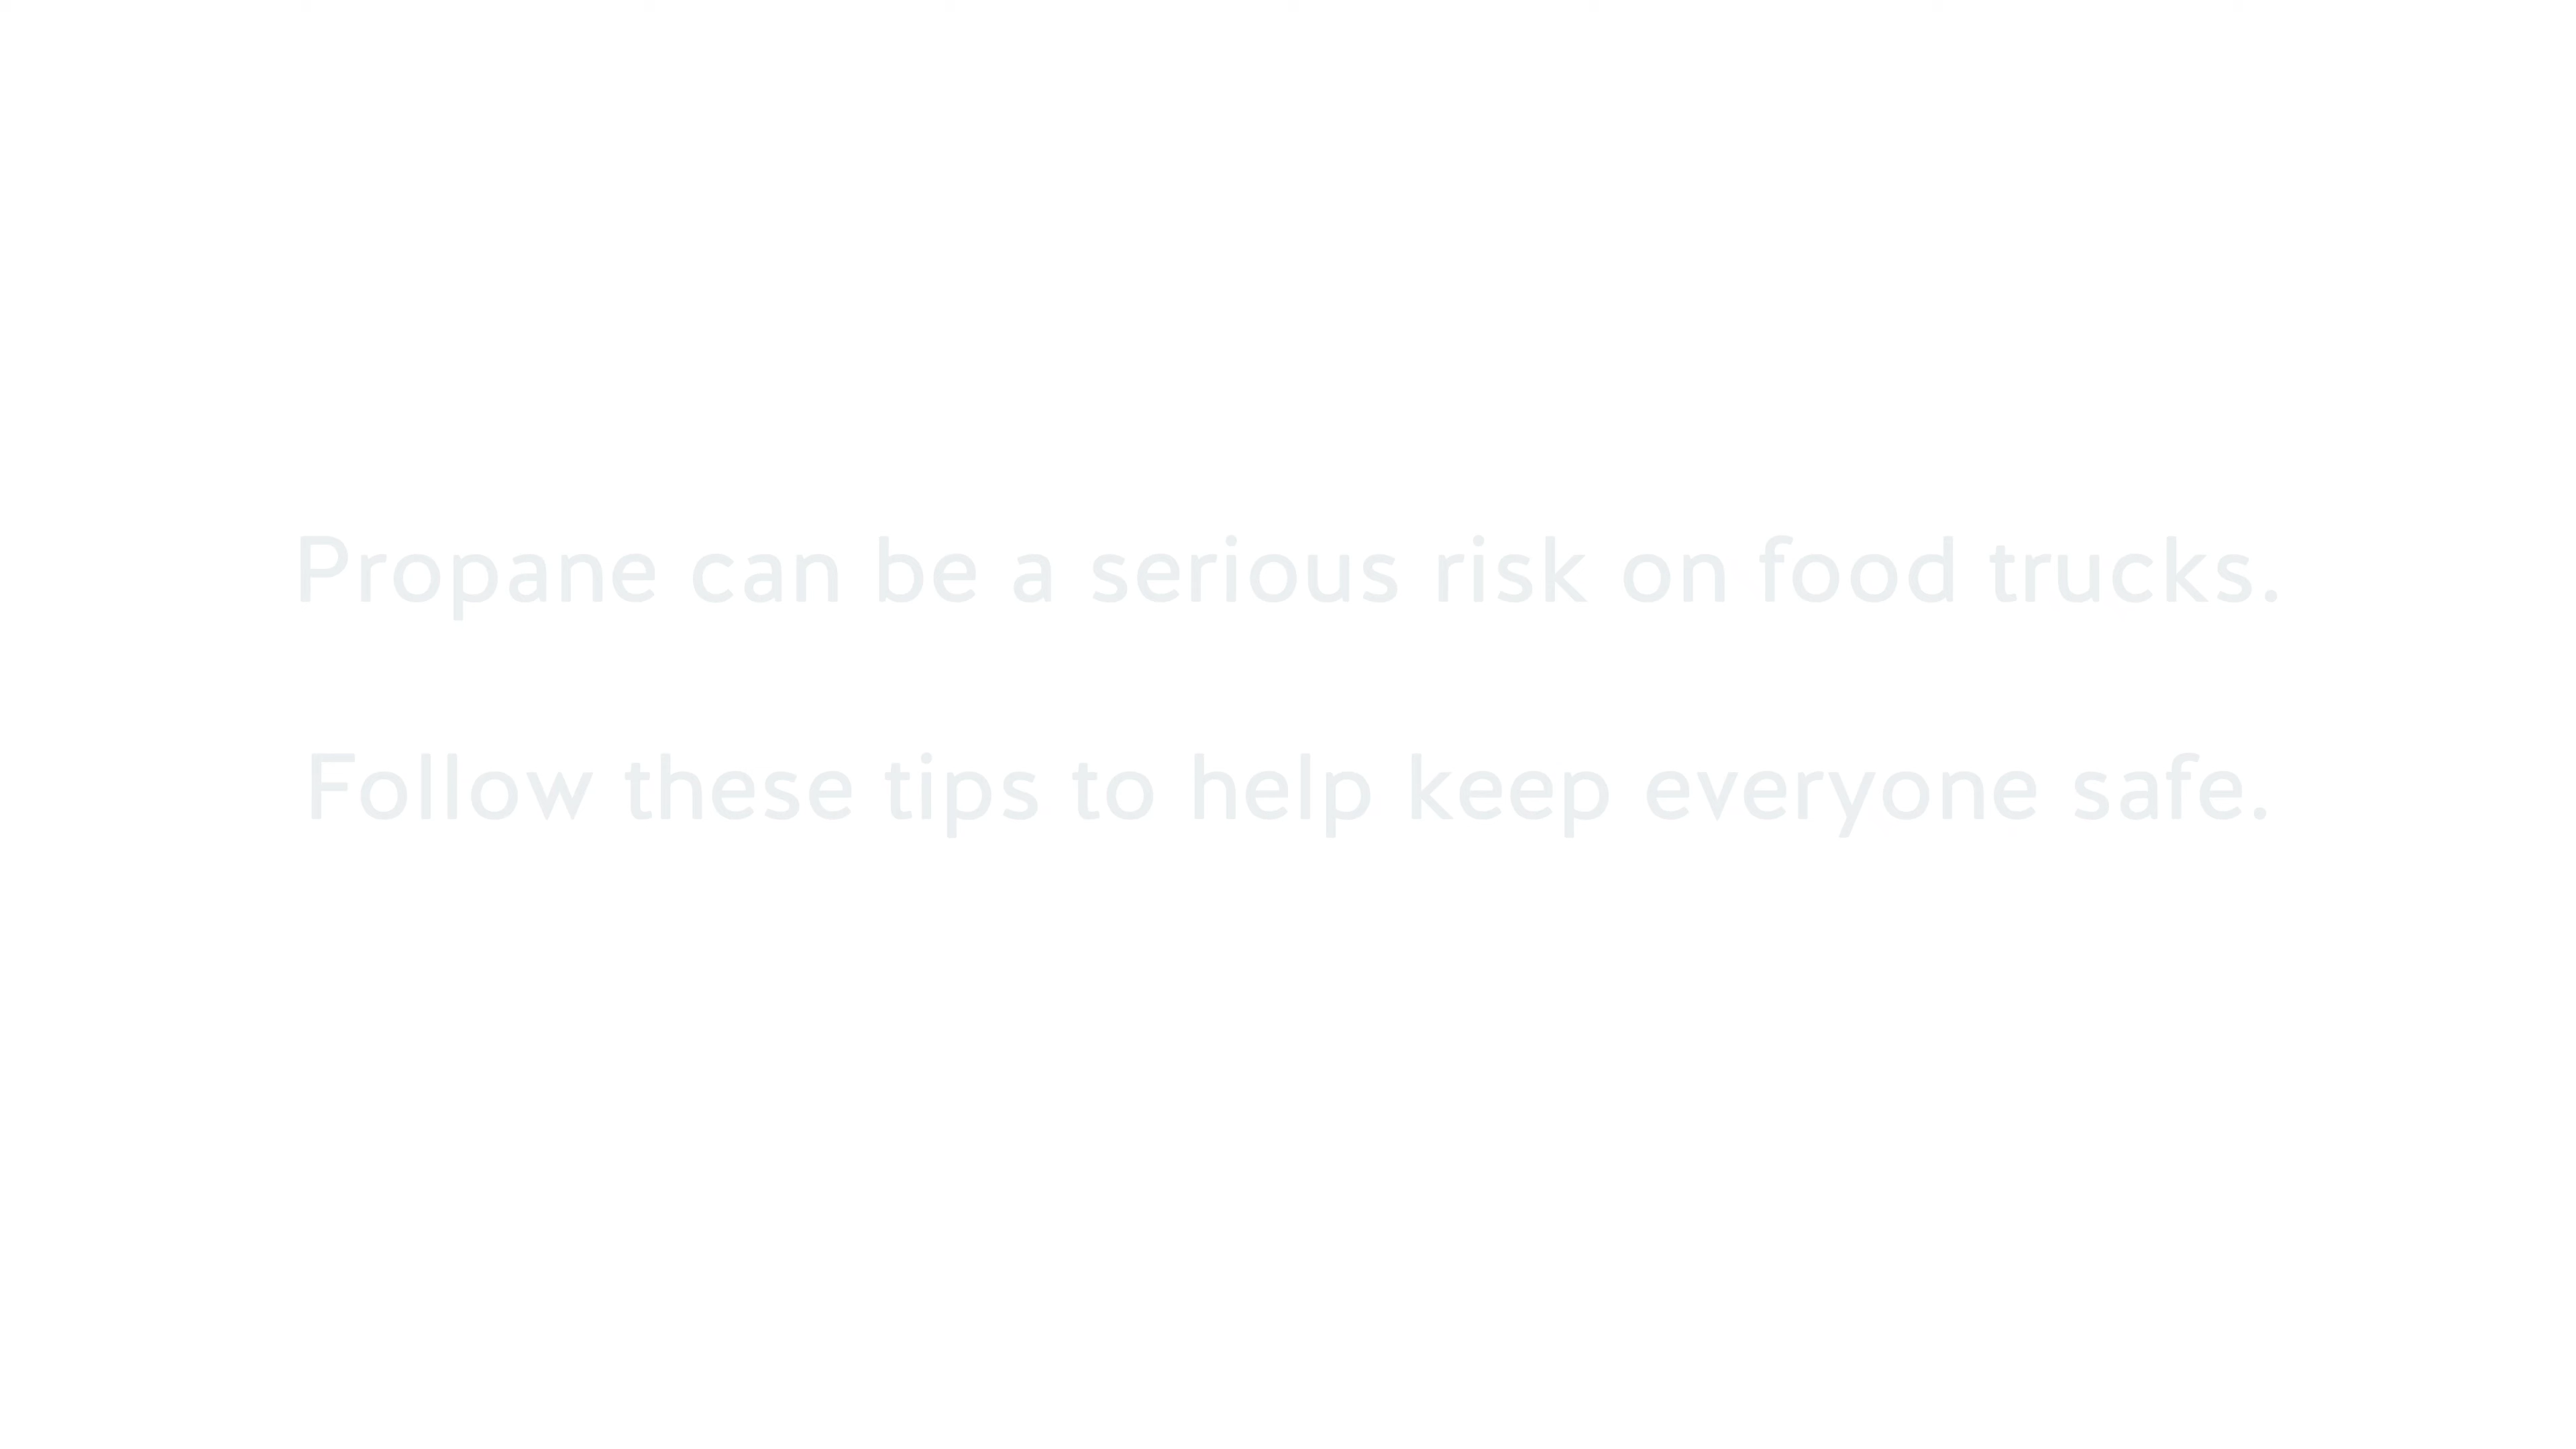 Propane can be a serious risk on food trucks.
Follow these tips to help keep everyone safe.